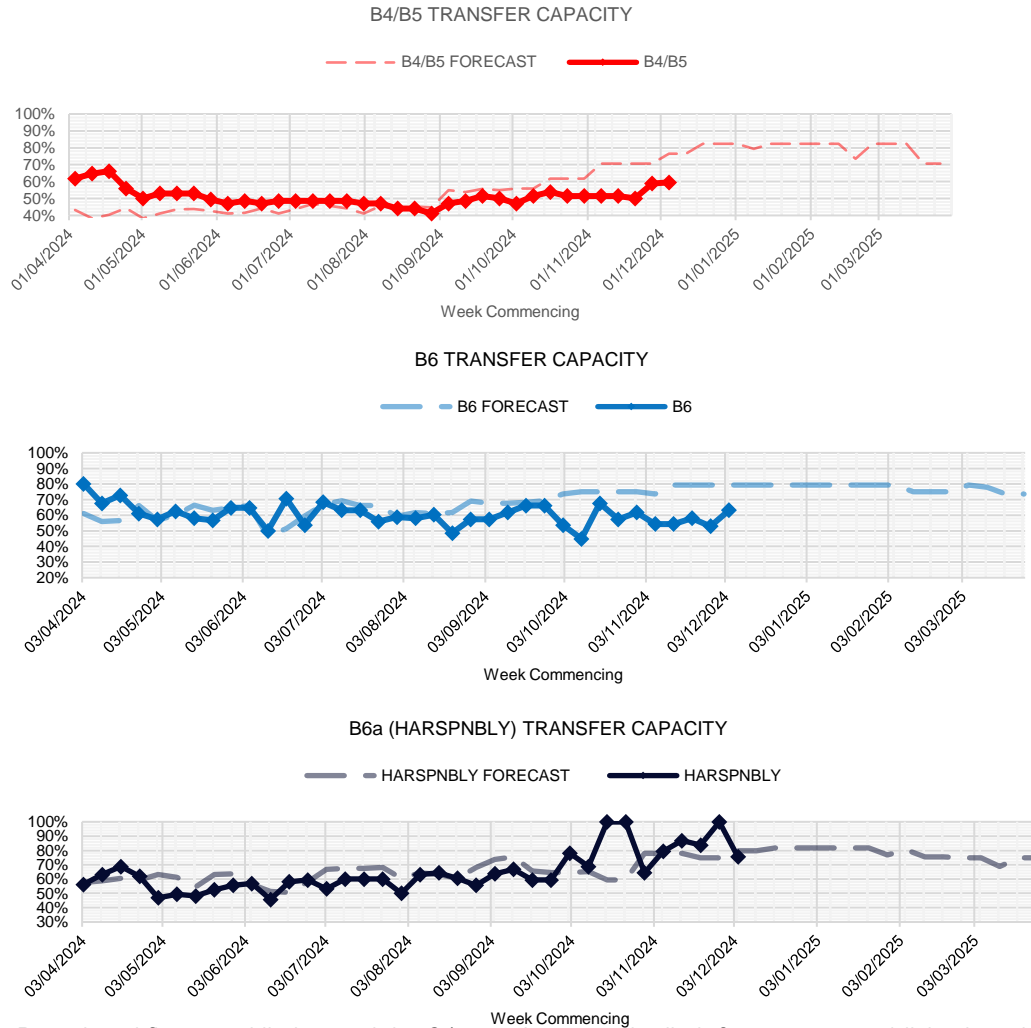 B4/B5 TRANSFER CAPACITY
B4/B5 FORECAST B4/B5
100%
90%
80%
70%
60%
50%
40%
01/04/2024 01/05/2024 01/06/2024 01/07/2024 01/08/2024 01/09/2024 01/10/2024 01/11/2024 01/12/2024 01/01/2025 01/02/2025 01/03/2025
Week Commencing
B6 TRANSFER CAPACITY
B6 FORECAST B6
100%
90%
80%
70%
60%
50%
40%
30%
20%
03/04/2024 03/05/2024 03/06/2024 03/07/2024 03/08/2024 03/09/2024 03/10/2024 03/11/2024 03/12/2024 03/01/2025 03/02/2025 03/03/2025
Week Commencing
B6a (HARSPNBLY) TRANSFER CAPACITY
HARSPNBLY FORECAST HARSPNBLY
100%
90%
80%
70%
60%
50%
40%
30%
03/04/2024 03/05/2024 03/06/2024 03/07/2024 03/08/2024 03/09/2024 03/10/2024 03/11/2024 03/12/2024 03/01/2025 03/02/2025 03/03/2025
Week Commencing